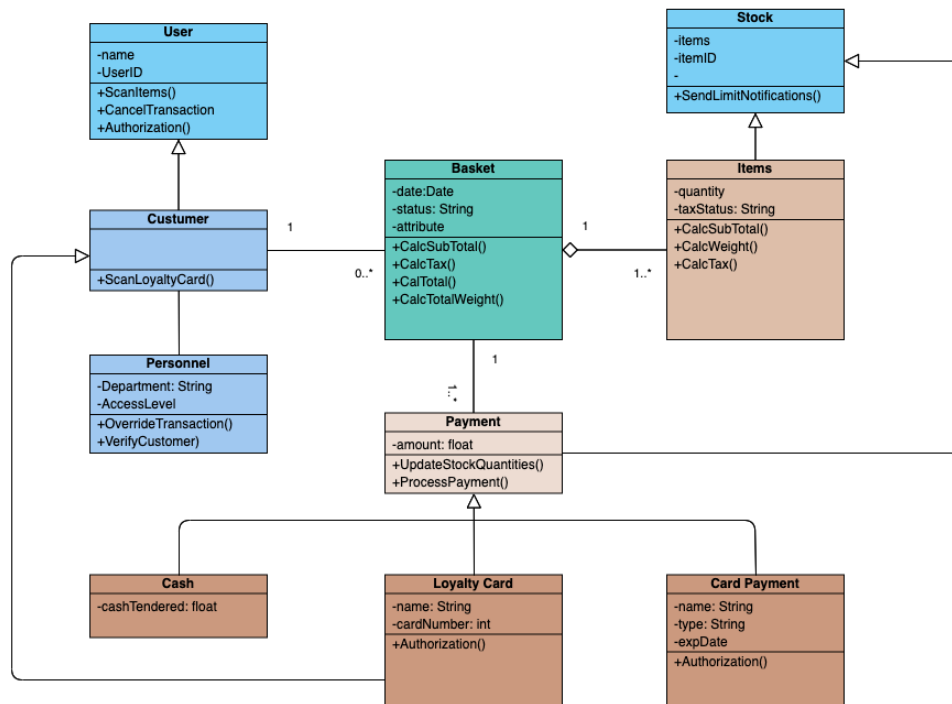 User
-name
-UserID
+ScanItems()
+CancelTransaction
+Authorization()
Stock
-items
-itemID
-
+SendLimitNotifications()
Custumer
+ScanLoyaltyCard()
1
0..*
Basket
-date:Date
-status: String
-attribute
+CalcSubTotal()
+CalcTax()
+CalTotal()
+CalcTotalWeight()
1
1..*
Items
-quantity
-taxStatus: String
+CalcSubTotal()
+CalcWeight()
+CalcTax()
Personnel
-Department: String
-AccessLevel
+OverrideTransaction()
+VerifyCustomer)
1
1..*
Payment
-amount: float
+UpdateStockQuantities()
+ProcessPayment()
Cash
-cashTendered: float
Loyalty Card
-name: String
-cardNumber: int
+Authorization()
Card Payment
-name: String
-type: String
-expDate
+Authorization()